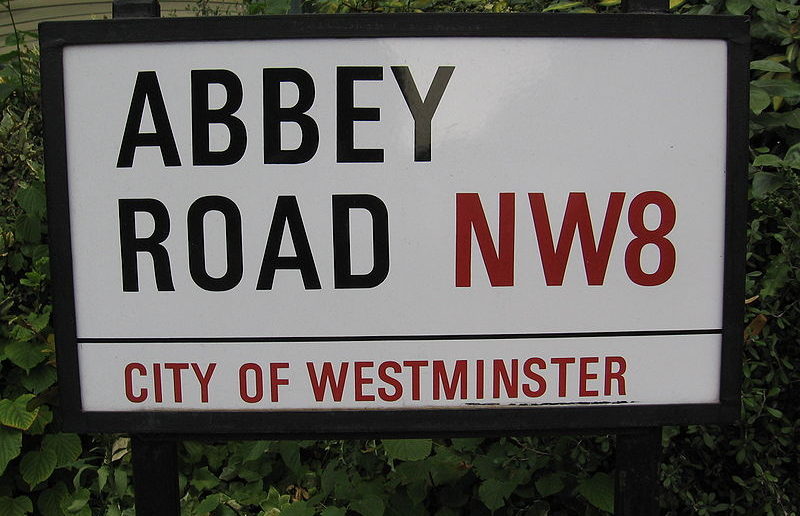 ABBEY
ROAD NW8
CITY OF WESTMINSTER